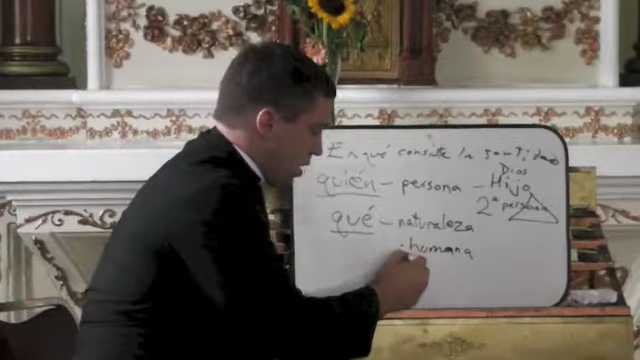 En qué consiste la santidad
Dios
quién - persona - Hijo
2ª persona
qué - naturaleza
. humana